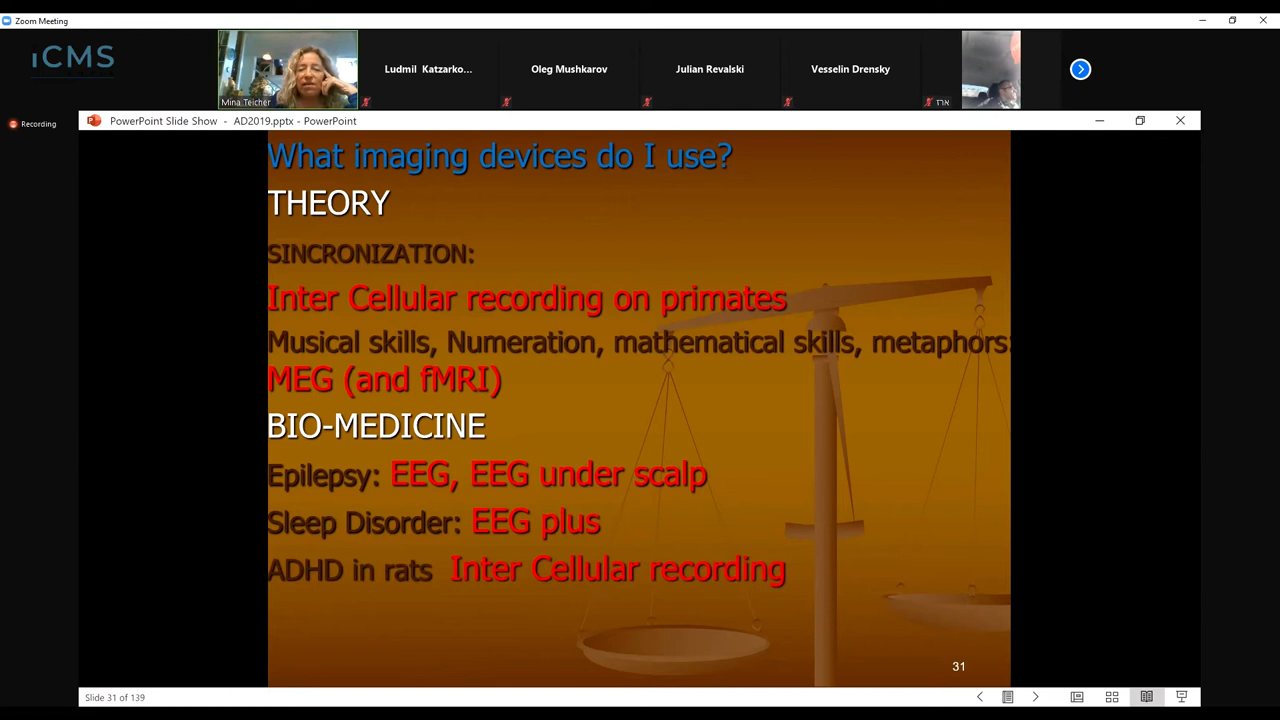 Zoom Meeting
iCMS
Mina Teicher
Ludmil Katzarko...
Oleg Mushkarov
Julian Revalski
Vesselin Drensky
ארז
Recording
PowerPoint Slide Show - AD2019.pptx - PowerPoint
What imaging devices do I use?
THEORY
SINCRONIZATION:
Inter Cellular recording on primates
Musical skills, Numeration, mathematical skills, metaphors:
MEG (and fMRI)
BIO-MEDICINE
Epilepsy: EEG, EEG under scalp
Sleep Disorder: EEG plus
ADHD in rats Inter Cellular recording
31
Slide 31 of 139